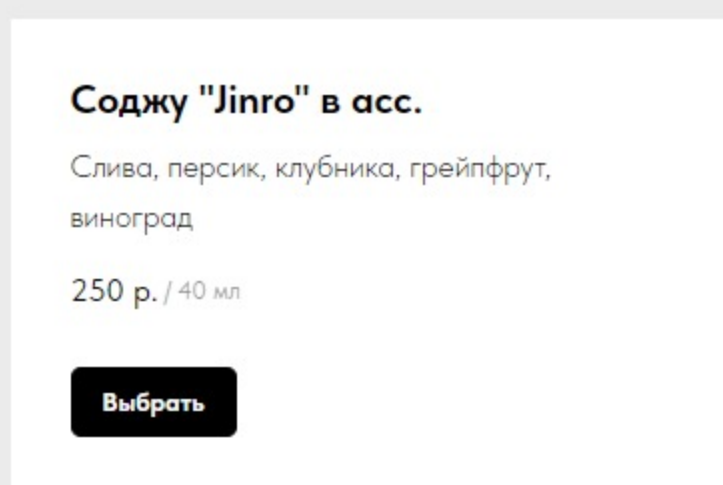 Соджу "Jinro" в асс.
Слива, персик, клубника, грейпфрут,
виноград
250 р. / 40 мл
Выбрать